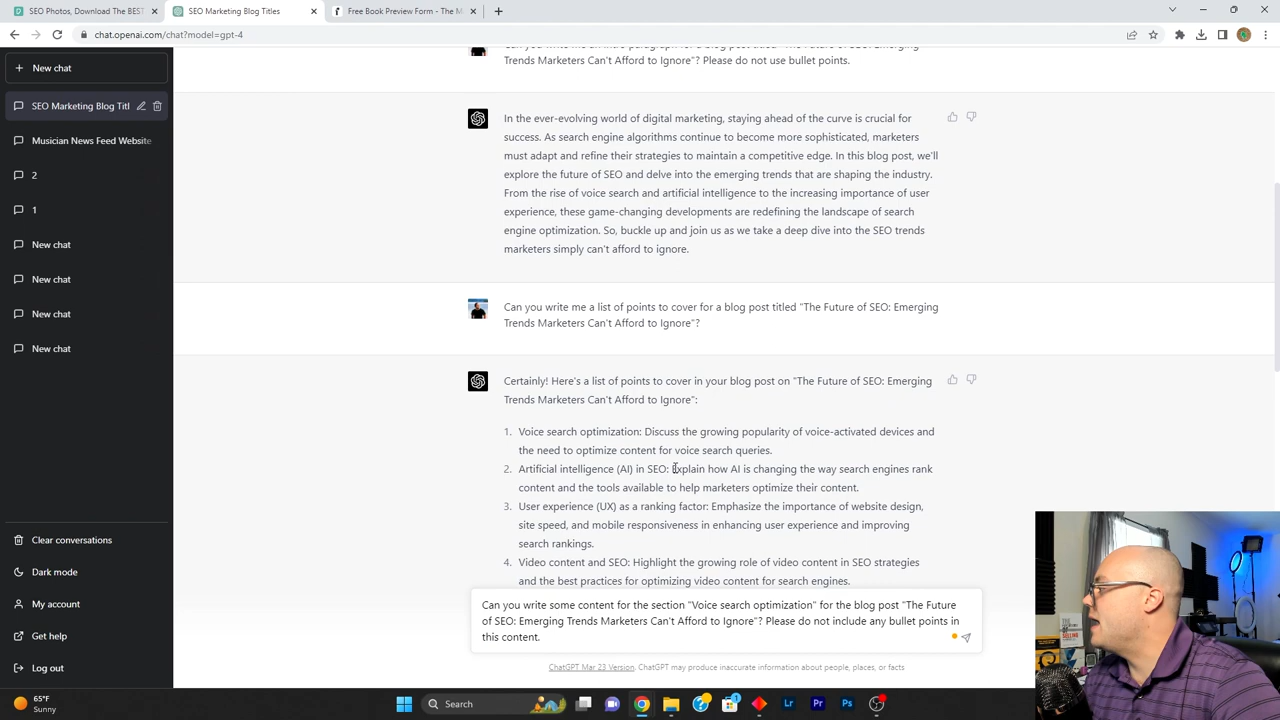 SEO Photos, Download The BEST
SEO Marketing Blog Titles
Free Book Preview Form - The M
chat.openai.com/chat?model=gpt-4
New chat
SEO Marketing Blog Titl
Musician News Feed Website
2
1
New chat
New chat
New chat
New chat
Clear conversations
Dark mode
My account
Get help
Log out
Trends Marketers Can't Afford to Ignore"? Please do not use bullet points.
In the ever-evolving world of digital marketing, staying ahead of the curve is crucial for
success. As search engine algorithms continue to become more sophisticated, marketers
must adapt and refine their strategies to maintain a competitive edge. In this blog post, we'll
explore the future of SEO and delve into the emerging trends that are shaping the industry.
From the rise of voice search and artificial intelligence to the increasing importance of user
experience, these game-changing developments are redefining the landscape of search
engine optimization. So, buckle up and join us as we take a deep dive into the SEO trends
marketers simply can't afford to ignore.
Can you write me a list of points to cover for a blog post titled "The Future of SEO: Emerging
Trends Marketers Can't Afford to Ignore"?
Certainly! Here's a list of points to cover in your blog post on "The Future of SEO: Emerging
Trends Marketers Can't Afford to Ignore":
1. Voice search optimization: Discuss the growing popularity of voice-activated devices and
the need to optimize content for voice search queries.
2. Artificial intelligence (AI) in SEO: Explain how AI is changing the way search engines rank
content and the tools available to help marketers optimize their content.
3. User experience (UX) as a ranking factor: Emphasize the importance of website design,
site speed, and mobile responsiveness in enhancing user experience and improving
search rankings.
4. Video content and SEO: Highlight the growing role of video content in SEO strategies
and the best practices for optimizing video content for search engines.
Can you write some content for the section "Voice search optimization" for the blog post "The Future
of SEO: Emerging Trends Marketers Can't Afford to Ignore"? Please do not include any bullet points in
this content.
ChatGPT Mar 23 Version. ChatGPT may produce inaccurate information about people, places, or facts
65°F
Sunny
Search
Lr
Pr
Ps